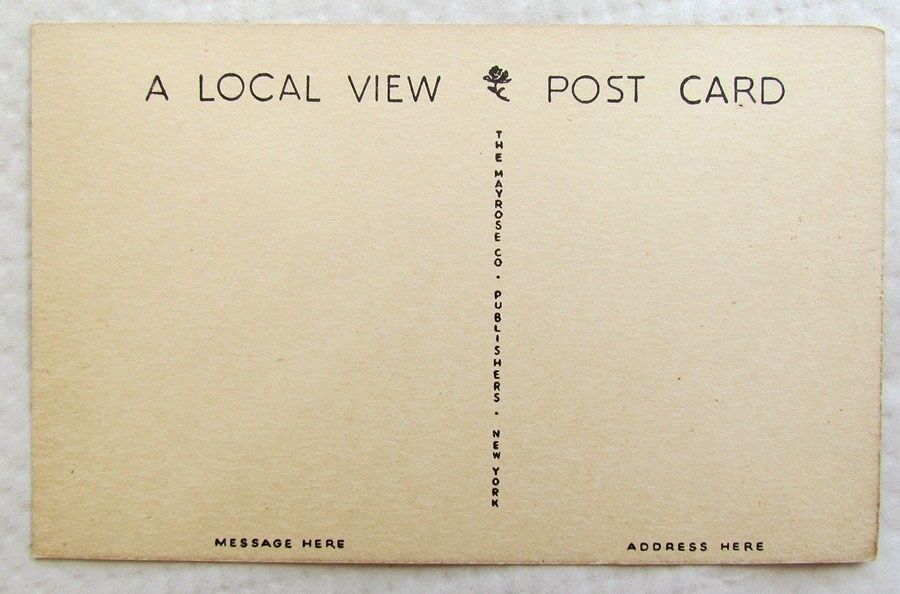 A LOCAL VIEW POST CARD
THE MAYROSE CO. • PUBLISHERS • NEW YORK
MESSAGE HERE
ADDRESS HERE